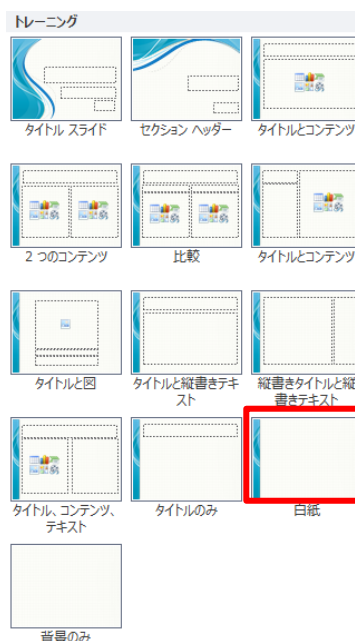 トレーニング
タイトル スライド
セクション ヘッダー
タイトルとコンテンツ
2 つのコンテンツ
比較
タイトルとコンテンツ
タイトルと図
タイトルと縦書きテキ
スト
縦書きタイトルと縦
書きテキスト
タイトル、コンテンツ、
テキスト
タイトルのみ
白紙
背景のみ